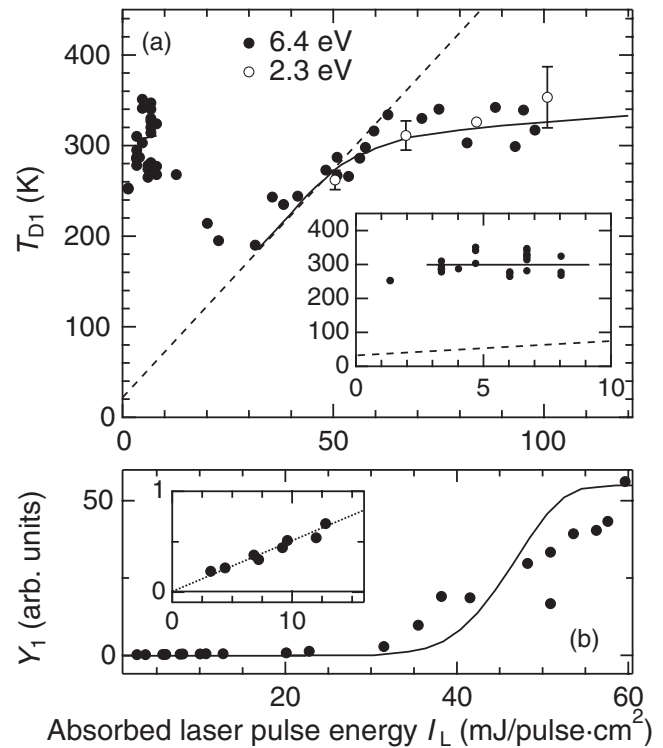 (a)
6.4 eV
2.3 eV
400
300
200
100
0
T_D1 (K)
400
300
200
100
0
0 5 10
0 50 100
1
0
0 10
50
0
Y_1 (arb. units)
(b)
0 20 40 60
Absorbed laser pulse energy I_L (mJ/pulse·cm²)